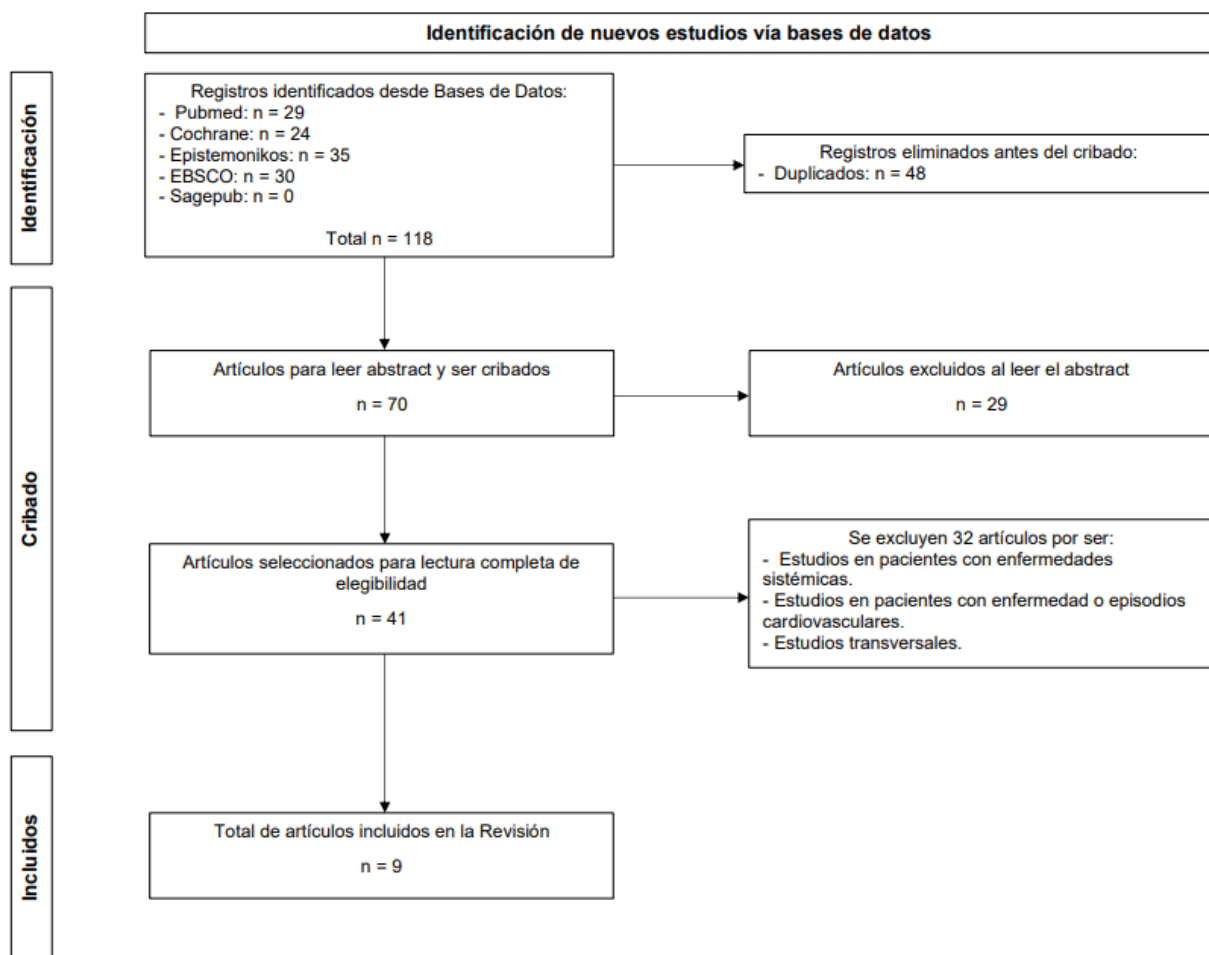 Identificación de nuevos estudios vía bases de datos
Identificación
Registros identificados desde Bases de Datos:
- Pubmed: n = 29
- Cochrane: n = 24
- Epistemonikos: n = 35
- EBSCO: n = 30
- Sagepub: n = 0
Total n = 118
Registros eliminados antes del cribado:
- Duplicados: n = 48
Cribado
Artículos para leer abstract y ser cribados
n = 70
Artículos excluidos al leer el abstract
n = 29
Artículos seleccionados para lectura completa de
elegibilidad
n = 41
Se excluyen 32 artículos por ser:
- Estudios en pacientes con enfermedades
sistémicas.
- Estudios en pacientes con enfermedad o episodios
cardiovasculares.
- Estudios transversales.
Incluidos
Total de artículos incluidos en la Revisión
n = 9